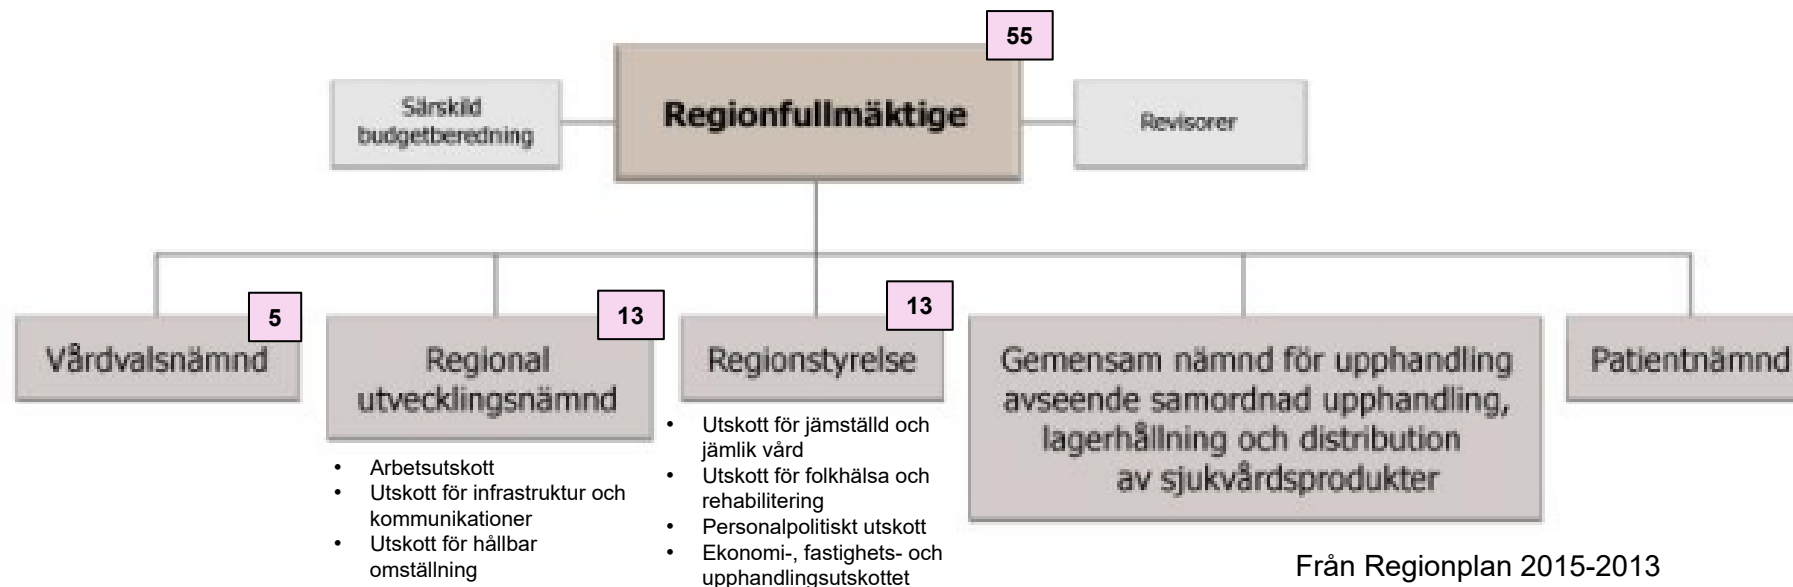 55
Särskild
budgetberedning
Regionfullmäktige
Revisorer
5
Vårdvalsnämnd
13
Regional
utvecklingsnämnd
• Arbetsutskott
• Utskott för infrastruktur och
kommunikationer
• Utskott för hållbar
omställning
13
Regionstyrelse
• Utskott för jämställd och
jämlik vård
• Utskott för folkhälsa och
rehabilitering
• Personalpolitiskt utskott
• Ekonomi-, fastighets- och
upphandlingsutskottet
Gemensam nämnd för upphandling
avseende samordnad upphandling,
lagerhållning och distribution
av sjukvårdsprodukter
Patientnämnd
Från Regionplan 2015-2013